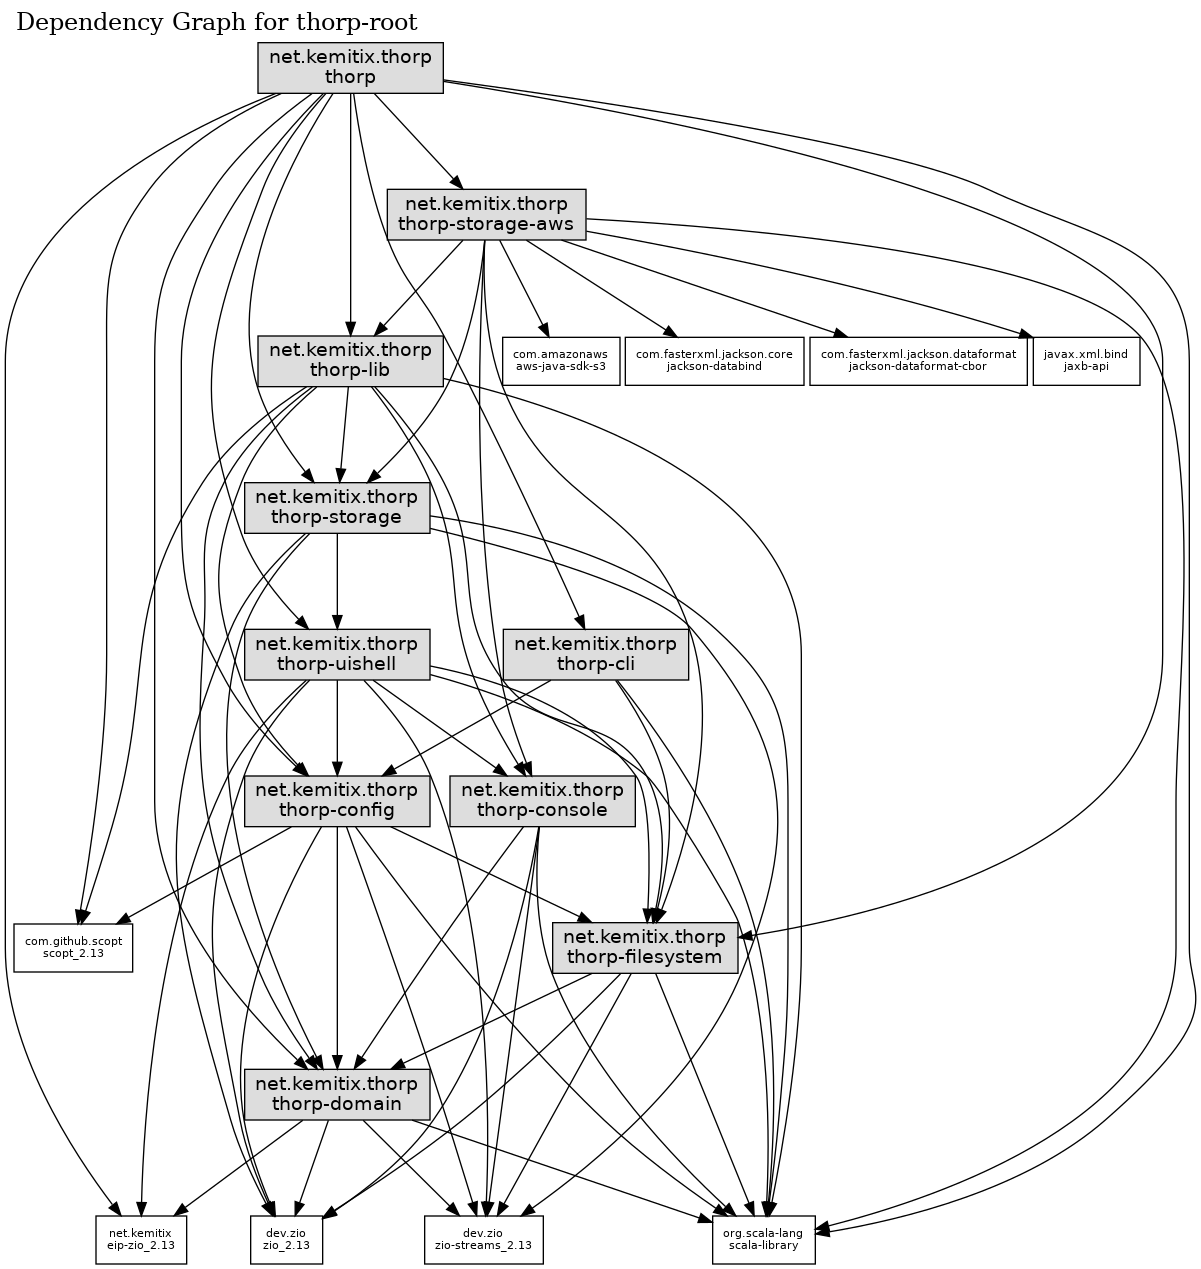 Dependency Graph for thorp-root
net.kemitix.thorp
thorp
net.kemitix.thorp
thorp-storage-aws
net.kemitix.thorp
thorp-lib
com.amazonaws
aws-java-sdk-s3
com.fasterxml.jackson.core
jackson-databind
com.fasterxml.jackson.dataformat
jackson-dataformat-cbor
javax.xml.bind
jaxb-api
net.kemitix.thorp
thorp-storage
net.kemitix.thorp
thorp-uishell
net.kemitix.thorp
thorp-cli
net.kemitix.thorp
thorp-config
net.kemitix.thorp
thorp-console
com.github.scopt
scopt_2.13
net.kemitix.thorp
thorp-filesystem
net.kemitix.thorp
thorp-domain
net.kemitix
eip-zio_2.13
dev.zio
zio_2.13
dev.zio
zio-streams_2.13
org.scala-lang
scala-library